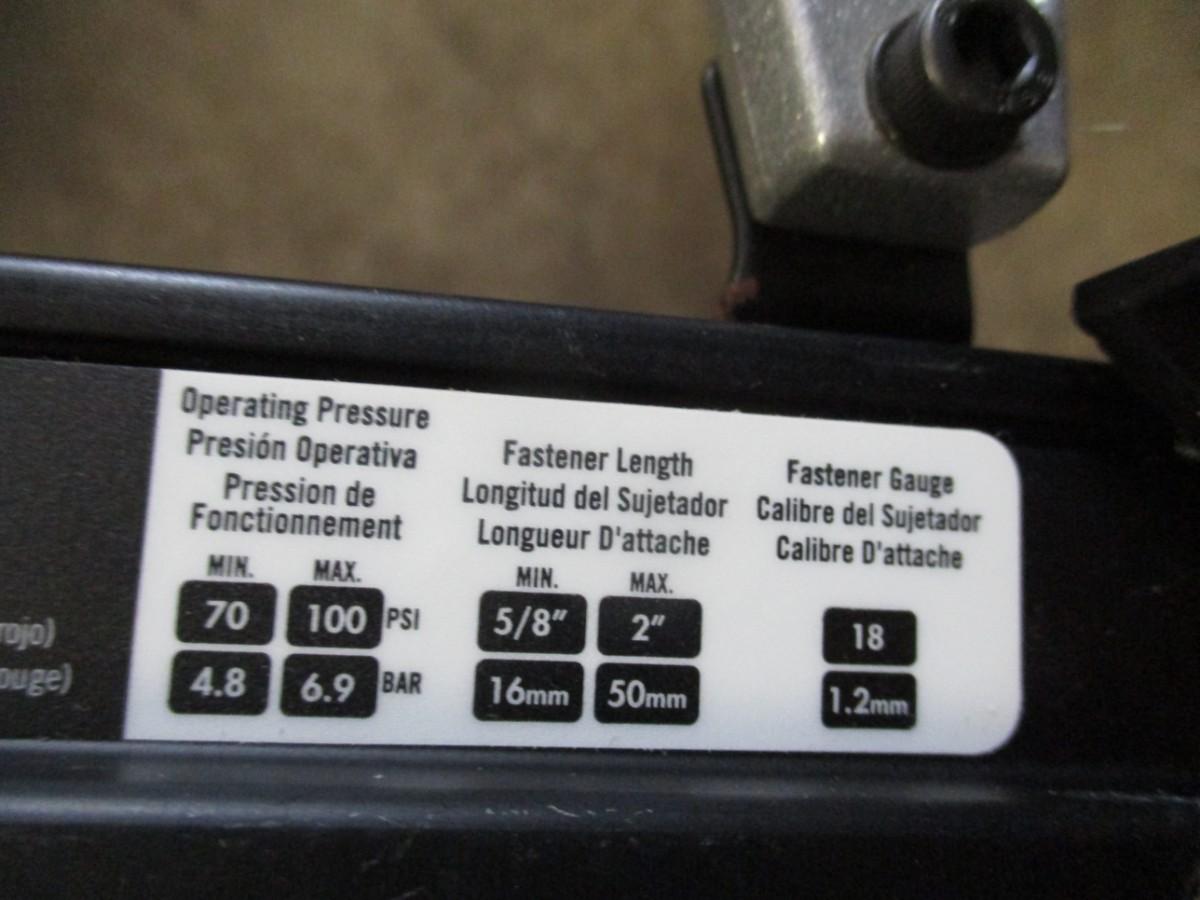 Operating Pressure
Presión Operativa
Pression de
Fonctionnement
MIN. MAX.
70 100 PSI
4.8 6.9 BAR
Fastener Length
Longitud del Sujetador
Longueur D'attache
MIN. MAX.
5/8" 2"
16mm 50mm
Fastener Gauge
Calibre del Sujetador
Calibre D'attache
18
1.2mm
rojo)
ouge)